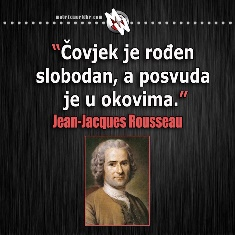 “Čovjek je rođen
slobodan, a posvuda
je u okovima.”
Jean-Jacques Rousseau